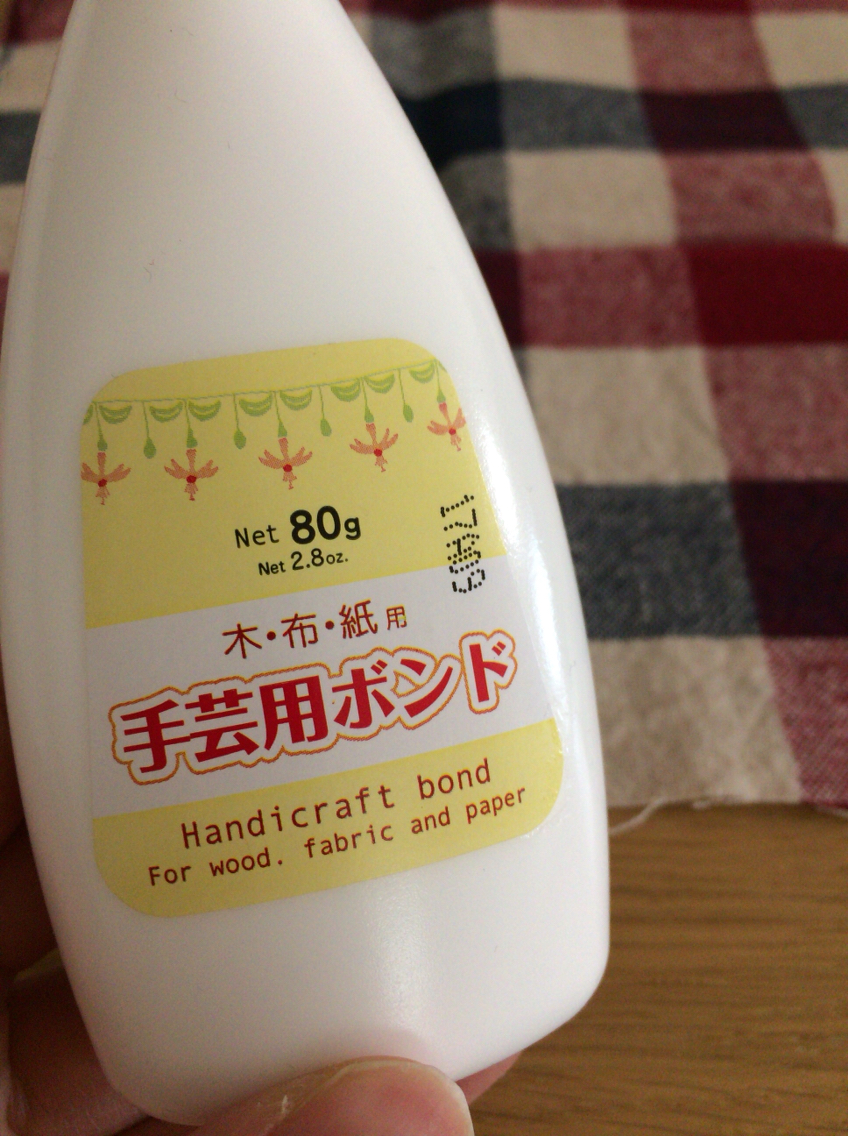 Net 80g
Net 2.8oz.
木・布・紙用
手芸用ボンド
Handicraft bond
For wood. fabric and paper